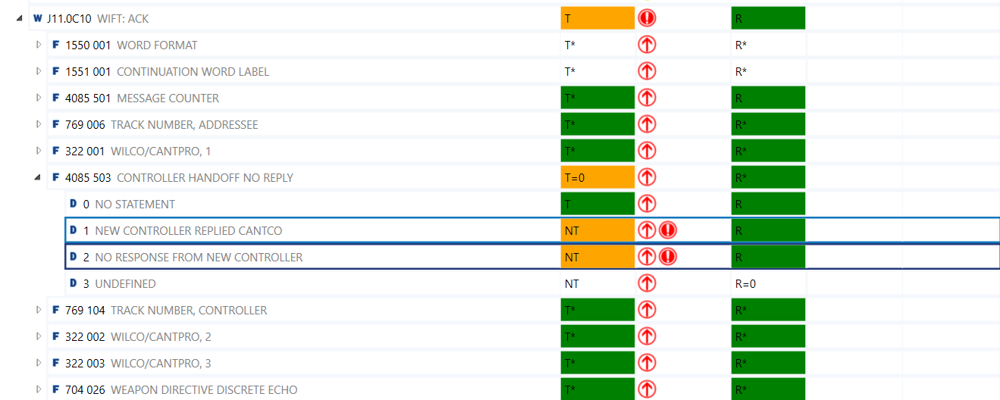 W J11.0C10 WIFT: ACK T R
F 1550 001 WORD FORMAT T* R*
F 1551 001 CONTINUATION WORD LABEL T* R*
F 4085 501 MESSAGE COUNTER T* R
F 769 006 TRACK NUMBER, ADDRESSEE T* R*
F 322 001 WILCO/CANTPRO, 1 T* R*
F 4085 503 CONTROLLER HANDOFF NO REPLY T=0 R*
D 0 NO STATEMENT T R
D 1 NEW CONTROLLER REPLIED CANTCO NT R
D 2 NO RESPONSE FROM NEW CONTROLLER NT R
D 3 UNDEFINED NT R=0
F 769 104 TRACK NUMBER, CONTROLLER T* R*
F 322 002 WILCO/CANTPRO, 2 T* R*
F 322 003 WILCO/CANTPRO, 3 T* R*
F 704 026 WEAPON DIRECTIVE DISCRETE ECHO T* R*